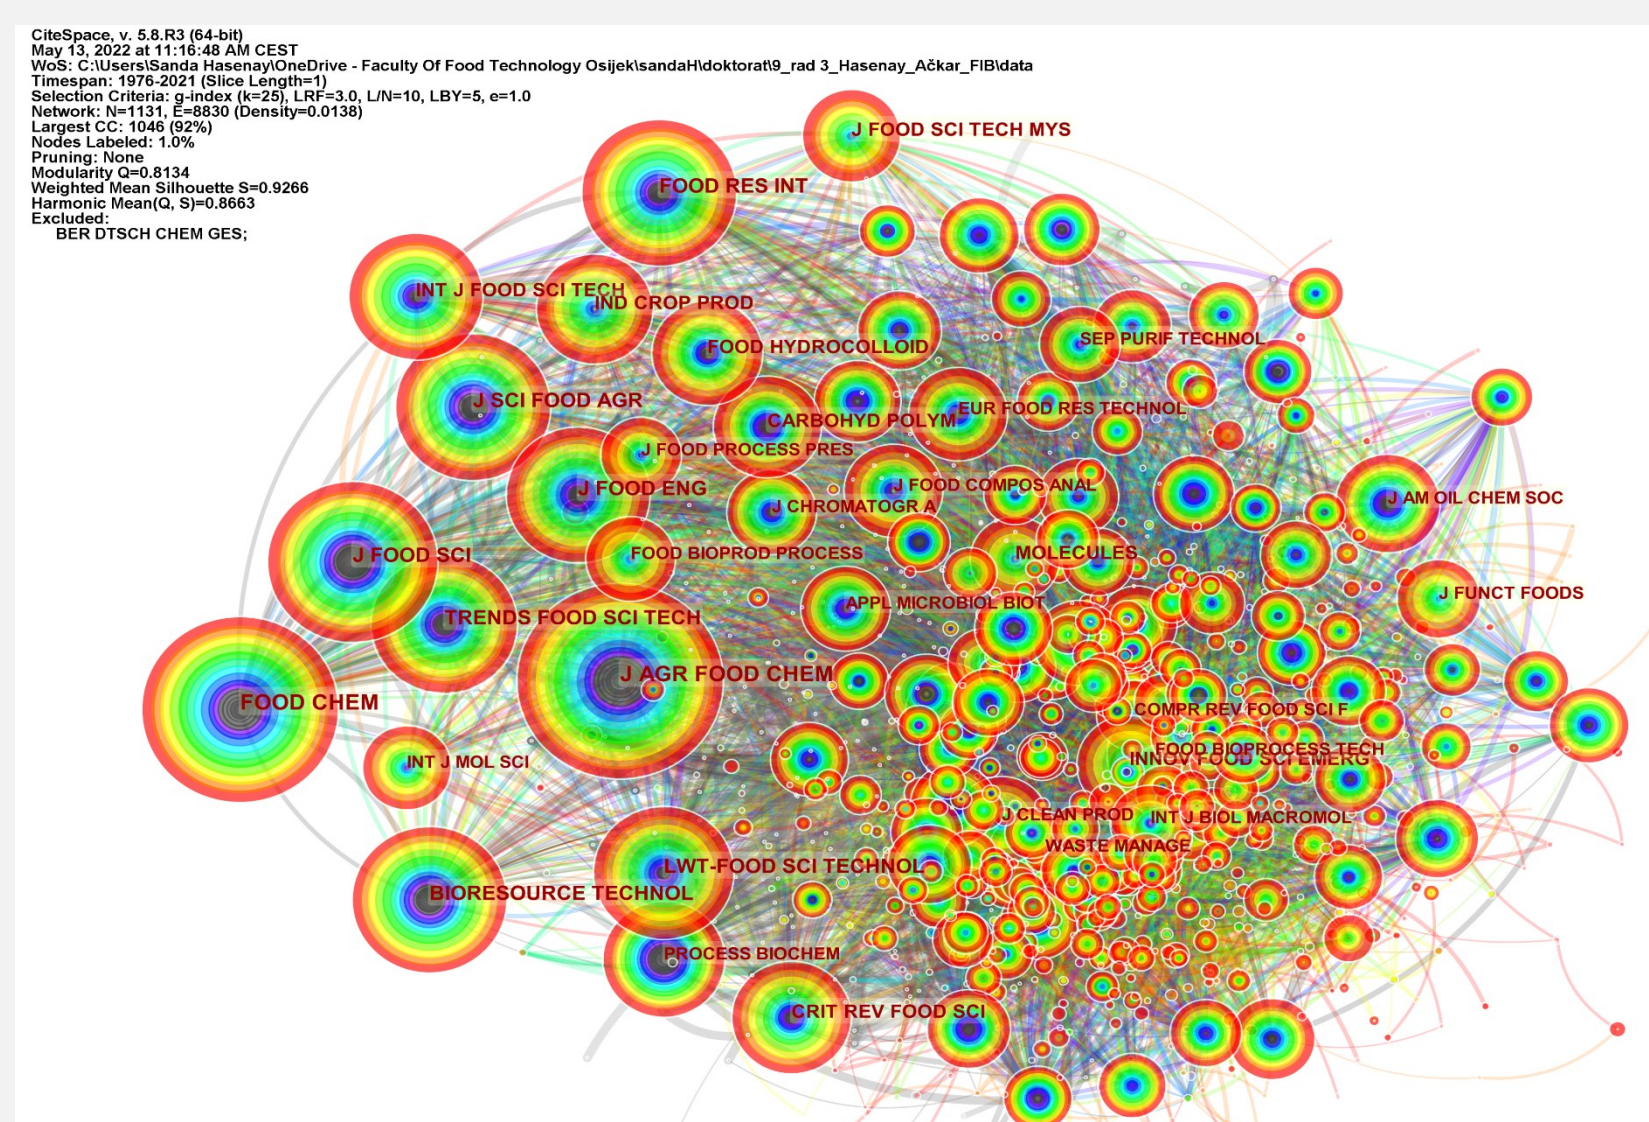 CiteSpace, v. 5.8.R3 (64-bit)
May 13, 2022 at 11:16:48 AM CEST
WoS: C:\Users\Sanda Hasenay\OneDrive - Faculty Of Food Technology Osijek\sandaH\doktorat\9_rad 3_Hasenay_Ačkar_FIB\data
Timespan: 1976-2021 (Slice Length=1)
Selection Criteria: g-index (k=25), LRF=3.0, L/N=10, LBY=5, e=1.0
Network: N=1131, E=8830 (Density=0.0138)
Largest CC: 1046 (92%)
Nodes Labeled: 1.0%
Pruning: None
Modularity Q=0.8134
Weighted Mean Silhouette S=0.9266
Harmonic Mean(Q, S)=0.8663
Excluded:
BER DTSCH CHEM GES;
J FOOD SCI TECH MYS
FOOD RES INT
INT J FOOD SCI TECH
IND CROP PROD
SEP PURIF TECHNOL
FOOD HYDROCOLLOID
J SCI FOOD AGR
EUR FOOD RES TECHNOL
CARBOHYD POLYM
J FOOD PROCESS PRES
J FOOD ENG
J FOOD COMPOS ANAL
J AM OIL CHEM SOC
J CHROMATOGR A
J FOOD SCI
FOOD BIOPROD PROCESS
MOLECULES
J FUNCT FOODS
APPL MICROBIOL BIOT
TRENDS FOOD SCI TECH
J AGR FOOD CHEM
FOOD CHEM
COMPR REV FOOD SCI F
FOOD BIOPROCESS TECH
INNOV FOOD SCI EMERG
INT J MOL SCI
J CLEAN PROD
INT J BIOL MACROMOL
WASTE MANAGE
LWT-FOOD SCI TECHNOL
BIORESOURCE TECHNOL
PROCESS BIOCHEM
CRIT REV FOOD SCI